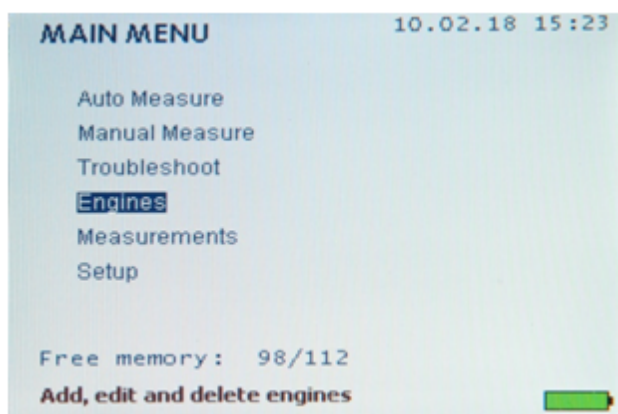 MAIN MENU 10.02.18 15:23
Auto Measure
Manual Measure
Troubleshoot
Engines
Measurements
Setup
Free memory: 98/112
Add, edit and delete engines